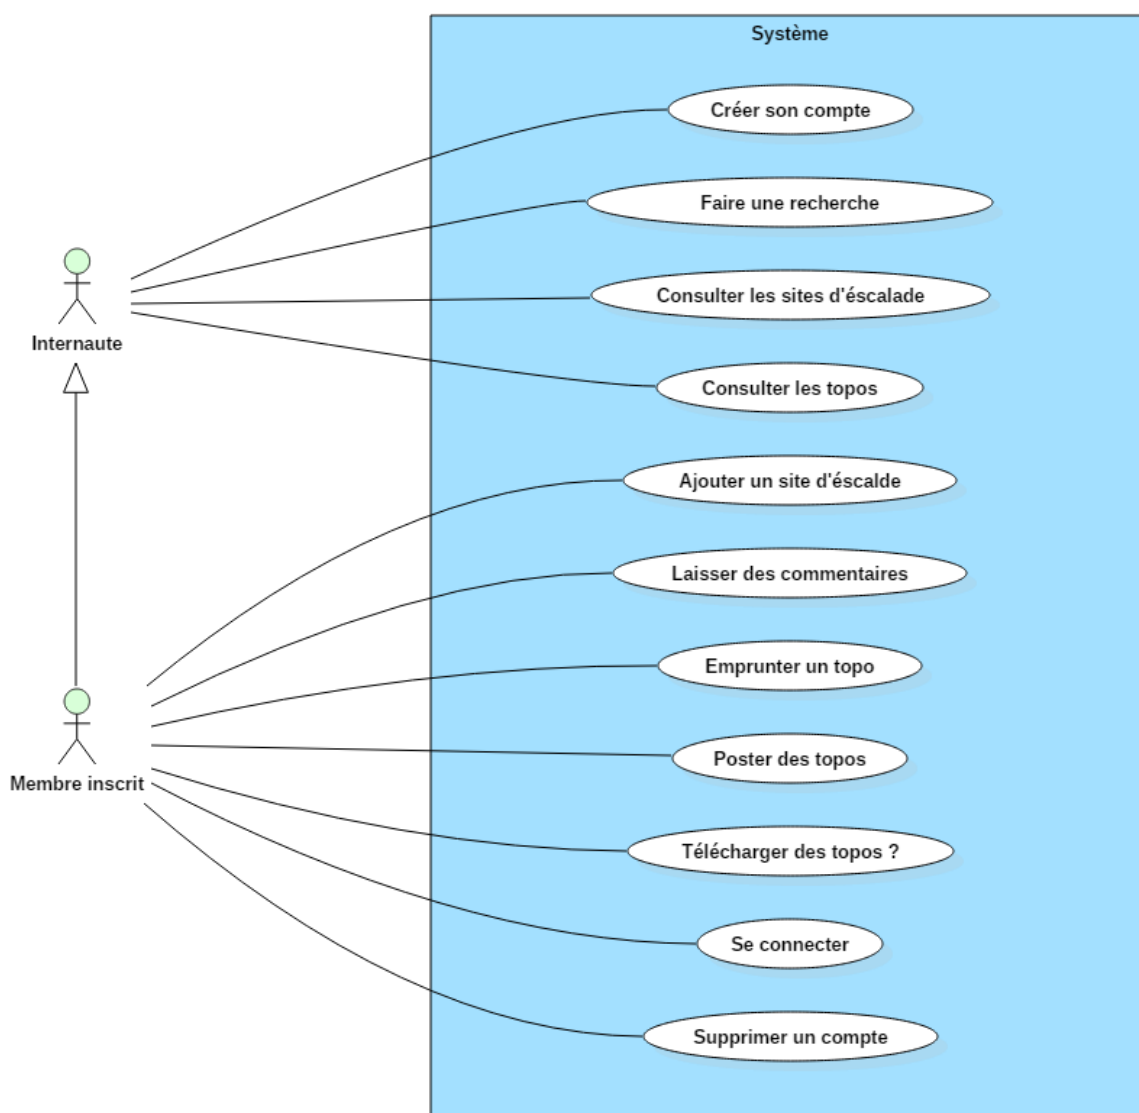 Système
Créer son compte
Faire une recherche
Consulter les sites d'éscalade
Internaute
Consulter les topos
Ajouter un site d'éscalde
Laisser des commentaires
Emprunter un topo
Poster des topos
Membre inscrit
Télécharger des topos ?
Se connecter
Supprimer un compte